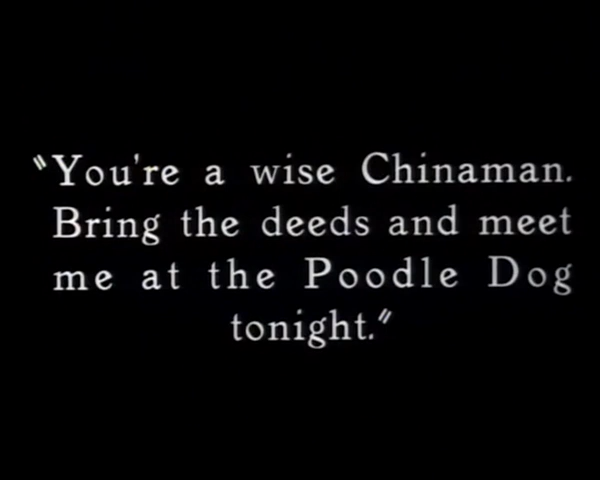 "You're a wise Chinaman.
Bring the deeds and meet
me at the Poodle Dog
tonight."